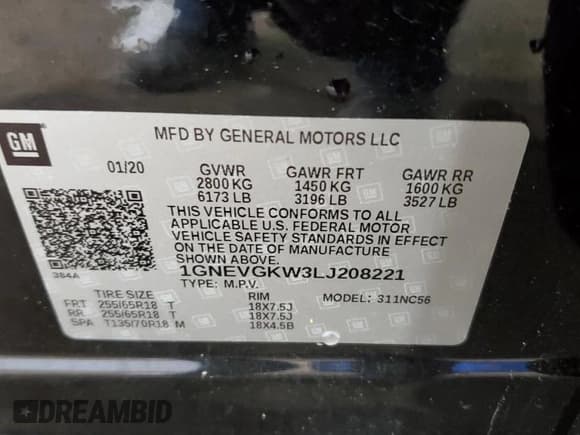 GM
MFD BY GENERAL MOTORS LLC
01/20 GVWR GAWR FRT GAWR RR
2800 KG 1450 KG 1600 KG
6173 LB 3196 LB 3527 LB
THIS VEHICLE CONFORMS TO ALL
APPLICABLE U.S. FEDERAL MOTOR
VEHICLE SAFETY STANDARDS IN EFFECT
ON THE DATE OF MANUFACTURE
SHOWN ABOVE.
1GNEVGKW3LJ208221
384A
TYPE: M.P.V. MODEL: 311NC56
TIRE SIZE RIM
FRT 255/65R18 T 18X7.5J
RR 255/65R18 T 18X7.5J
SPA T135/70R18 M 18X4.5B
DREAMBID